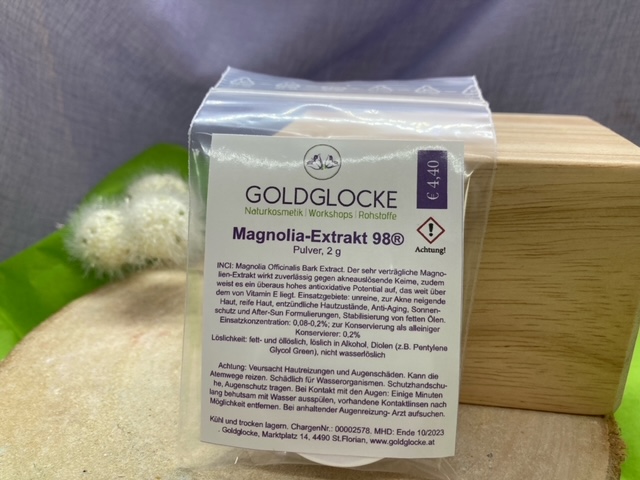 GOLDGLOCKE
Naturkosmetik | Workshops | Rohstoffe
€ 4,40
Magnolia-Extrakt 98®
Pulver, 2 g
Achtung!
INCI: Magnolia Officinalis Bark Extract. Der sehr verträgliche Magno-
lien-Extrakt wirkt zuverlässig gegen akneauslösende Keime, zudem
weist es ein überaus hohes antioxidative Potential auf, das weit über
dem von Vitamin E liegt. Einsatzgebiete: unreine, zur Akne neigende
Haut, reife Haut, entzündliche Hautzustände, Anti-Aging, Sonnen-
schutz und After-Sun Formulierungen, Stabilisierung von fetten Ölen.
Einsatzkonzentration: 0,08-0,2%; zur Konservierung als alleiniger
Konservierer: 0,2%
Löslichkeit: fett- und öllöslich, löslich in Alkohol, Diolen (z.B. Pentylene
Glycol Green), nicht wasserlöslich
Achtung: Veursacht Hautreizungen und Augenschäden. Kann die
Atemwege reizen. Schädlich für Wasserorganismen. Schutzhandschu-
he, Augenschutz tragen. Bei Kontakt mit den Augen: Einige Minuten
lang behutsam mit Wasser ausspülen, vorhandene Kontaktlinsen nach
Möglichkeit entfernen. Bei anhaltender Augenreizung- Arzt aufsuchen.
Kühl und trocken lagern. ChargenNr.: 00002578. MHD: Ende 10/2023
. Goldglocke, Marktplatz 14, 4490 St.Florian, www.goldglocke.at